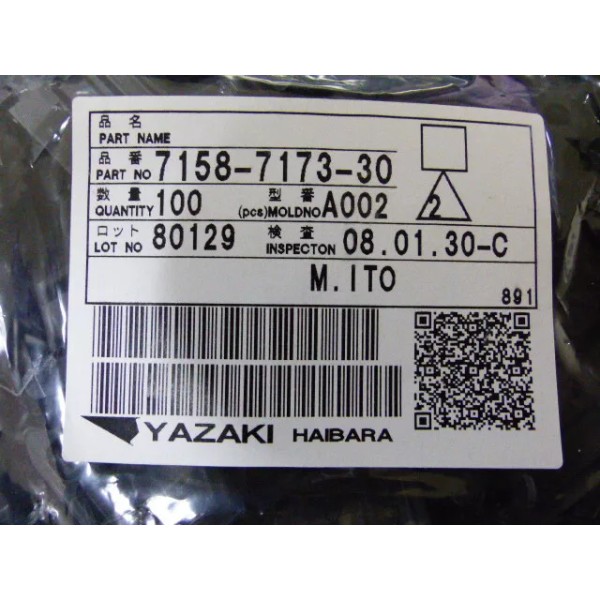 品名
PART NAME
品番
PART NO 7158-7173-30
数量 型番
QUANTITY 100 (pcs) MOLDNO A002
2
ロット 検査
LOT NO 80129 INSPECTON 08.01.30-C
M.ITO
891
YAZAKI HAIBARA